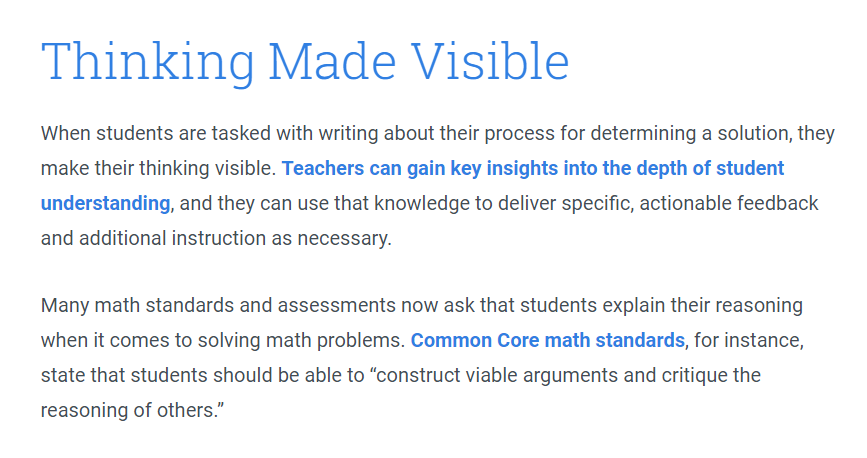 Thinking Made Visible
When students are tasked with writing about their process for determining a solution, they
make their thinking visible. Teachers can gain key insights into the depth of student
understanding, and they can use that knowledge to deliver specific, actionable feedback
and additional instruction as necessary.
Many math standards and assessments now ask that students explain their reasoning
when it comes to solving math problems. Common Core math standards, for instance,
state that students should be able to “construct viable arguments and critique the
reasoning of others.”